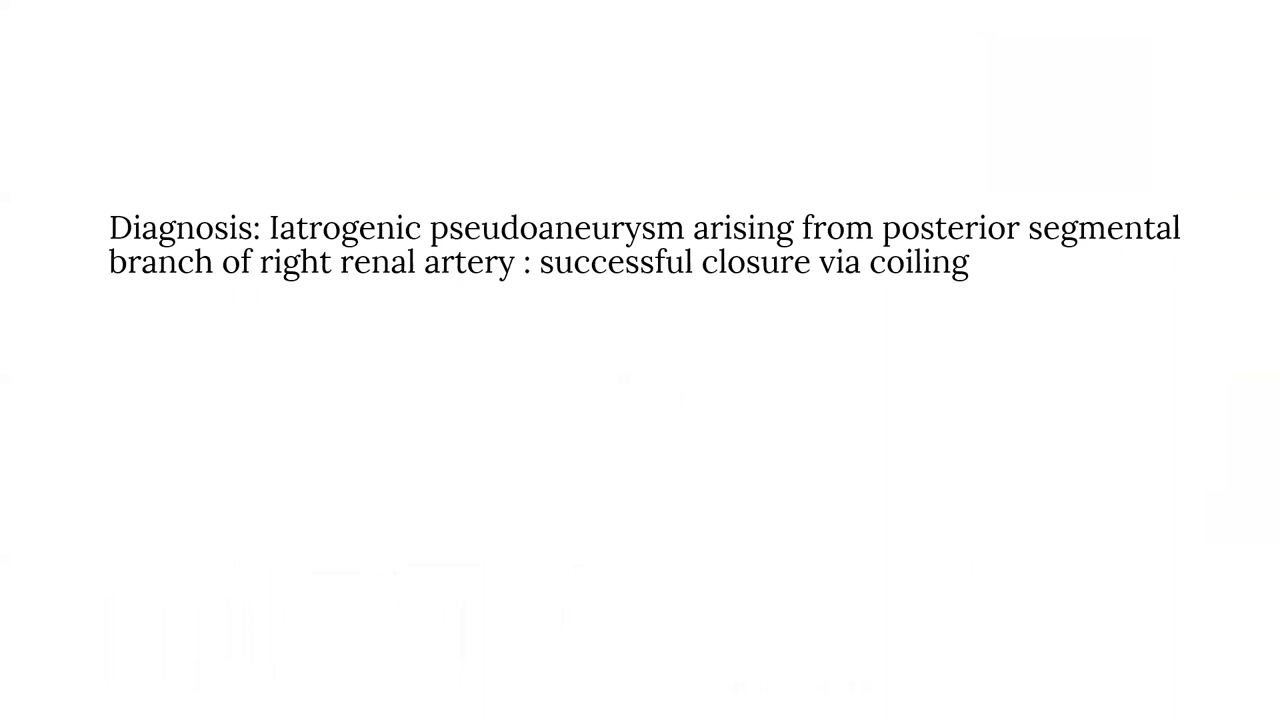 Diagnosis: Iatrogenic pseudoaneurysm arising from posterior segmental
branch of right renal artery : successful closure via coiling